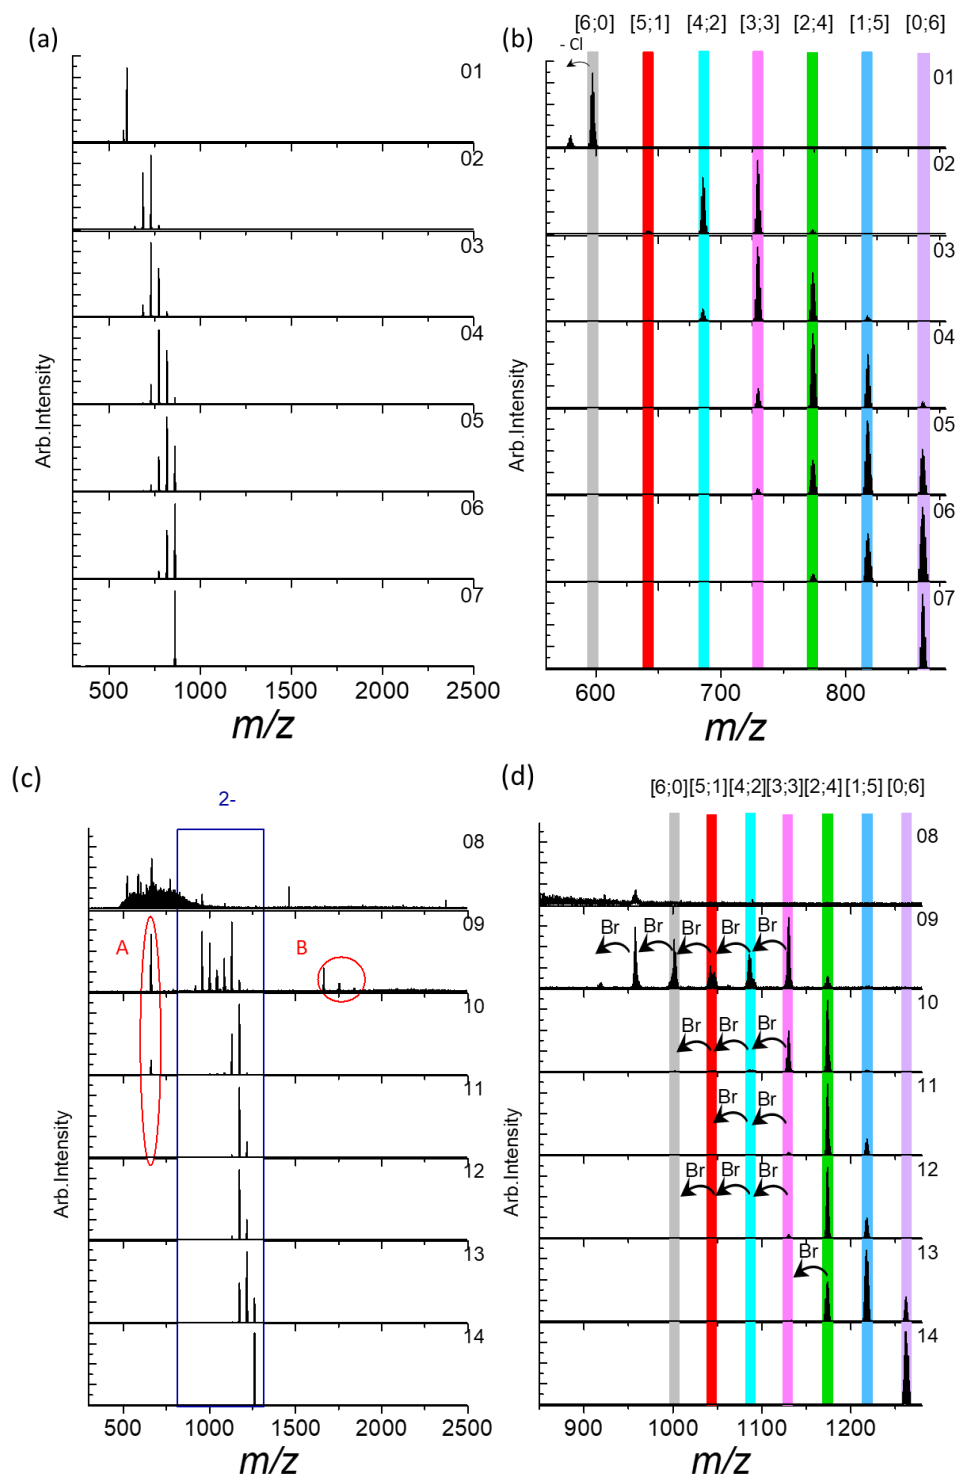 (a)
01
02
03
04
05
06
07
Arb.Intensity
500 1000 1500 2000 2500
m/z
(b)
[6;0] [5;1] [4;2] [3;3] [2;4] [1;5] [0;6]
- Cl
01
02
03
04
05
06
07
Arb.Intensity
600 700 800
m/z
(c)
2-
08
09
A
B
10
11
12
13
14
Arb.Intensity
500 1000 1500 2000 2500
m/z
(d)
[6;0] [5;1] [4;2] [3;3] [2;4] [1;5] [0;6]
08
09
Br Br Br Br Br
10
Br Br Br
11
Br Br
12
Br Br Br
13
Br
14
Arb.Intensity
900 1000 1100 1200
m/z